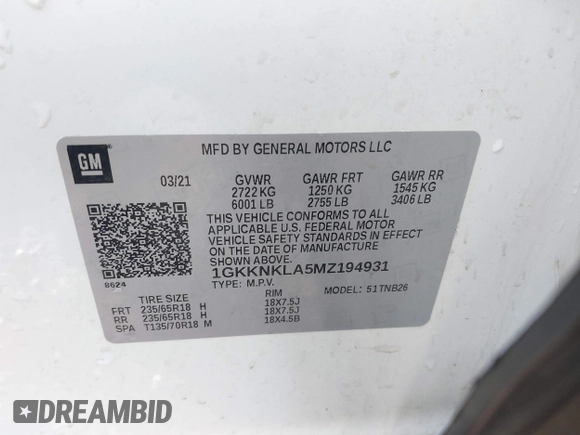 GM
MFD BY GENERAL MOTORS LLC
03/21
GVWR GAWR FRT GAWR RR
2722 KG 1250 KG 1545 KG
6001 LB 2755 LB 3406 LB
THIS VEHICLE CONFORMS TO ALL
APPLICABLE U.S. FEDERAL MOTOR
VEHICLE SAFETY STANDARDS IN EFFECT
ON THE DATE OF MANUFACTURE
SHOWN ABOVE.
1GKKNKLA5MZ194931
TYPE: M.P.V. MODEL: 51TNB26
8624
TIRE SIZE RIM
FRT 235/65R18 H 18X7.5J
RR 235/65R18 H 18X7.5J
SPA T135/70R18 M 18X4.5B
DREAMBID